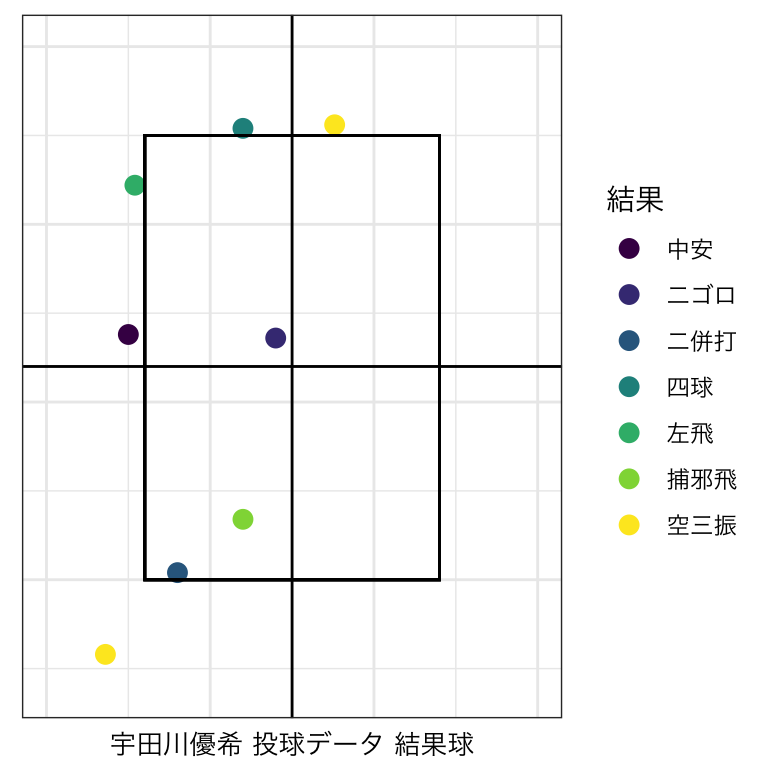 結果
中安
二ゴロ
二併打
四球
左飛
捕邪飛
空三振
宇田川優希 投球データ 結果球